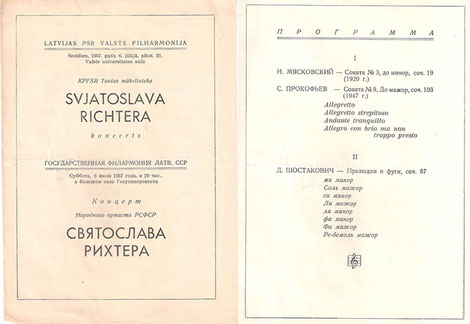 LATVIJAS PSR VALSTS FILHARMONIJA
Sestdien, 1957. gada 6. jūlijā, plkst. 20,
Valsts universitātes aulā
KPFSR Tautas mākslinieka
SVJATOSLAVA
RICHTERA
koncerts
ГОСУДАРСТВЕННАЯ ФИЛАРМОНИЯ ЛАТВ. ССР
Суббота, 6 июля 1957 года, в 20 час.,
в большом зале Госуниверситета
Концерт
Народного артиста РСФСР
СВЯТОСЛАВА
РИХТЕРА
ПРОГРАММА
I
Н. МЯСКОВСКИЙ — Соната № 3, до минор, соч. 19
(1920 г.)
С. ПРОКОФЬЕВ — Соната № 9, До мажор, соч. 103
(1947 г.)
Allegretto
Allegretto strepitoso
Andante tranquillo
Allegro con brio ma non
troppo presto
II
Д. ШОСТАКОВИЧ — Прелюдии и фуги, соч. 87
ми минор
Соль мажор
си минор
Ля мажор
ля минор
фа минор
Фа мажор
Ре-бемоль мажор